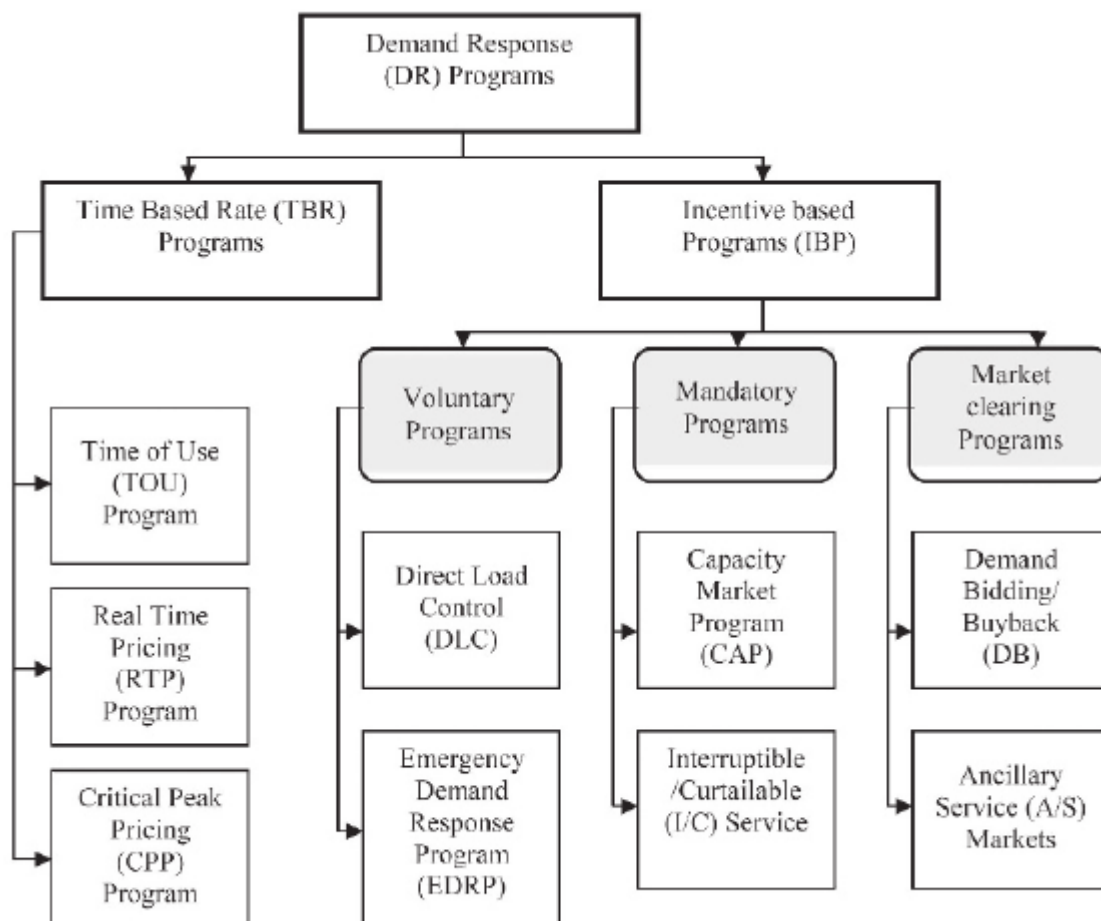 Demand Response
(DR) Programs
Time Based Rate (TBR)
Programs
Incentive based
Programs (IBP)
Voluntary
Programs
Mandatory
Programs
Market
clearing
Programs
Time of Use
(TOU)
Program
Real Time
Pricing
(RTP)
Program
Critical Peak
Pricing
(CPP)
Program
Direct Load
Control
(DLC)
Emergency
Demand
Response
Program
(EDRP)
Capacity
Market
Program
(CAP)
Interruptible
/Curtailable
(I/C) Service
Demand
Bidding/
Buyback
(DB)
Ancillary
Service (A/S)
Markets